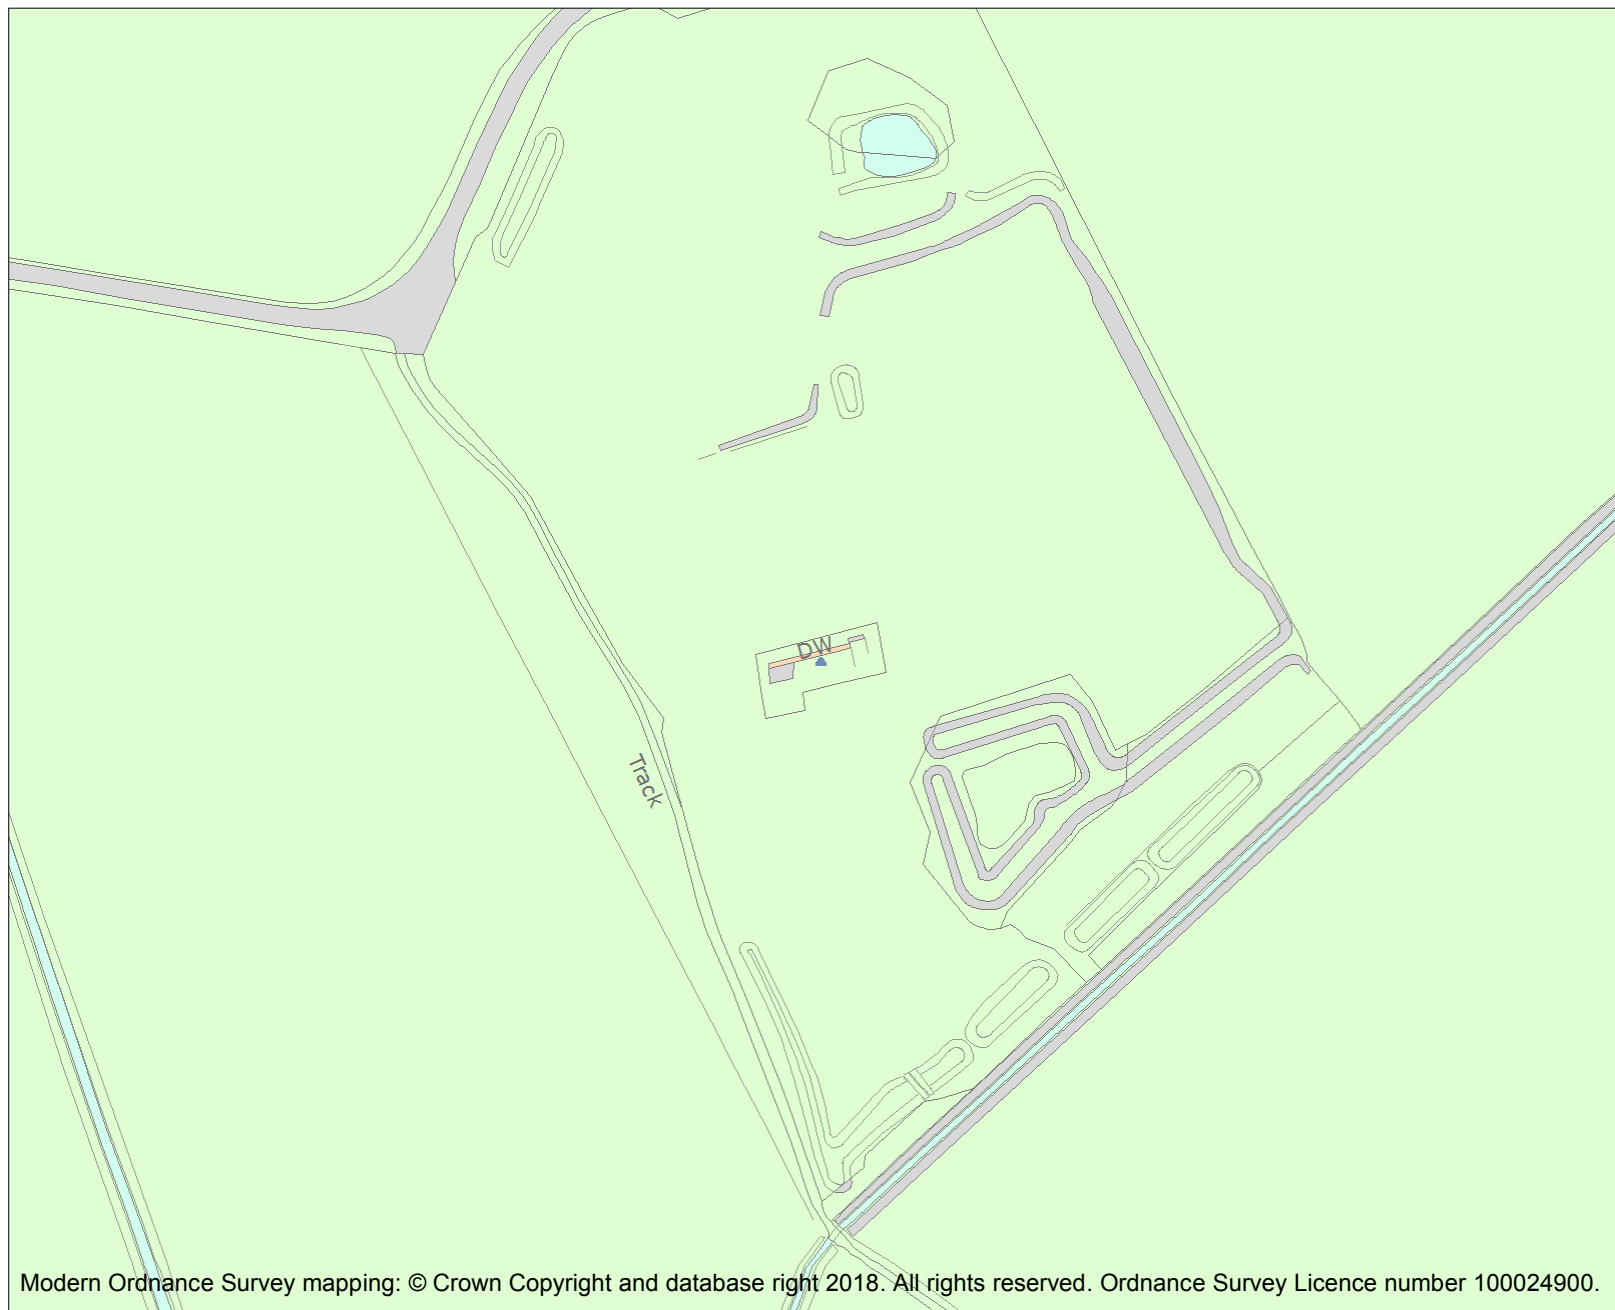 DW
Track
Modern Ordnance Survey mapping: © Crown Copyright and database right 2018. All rights reserved. Ordnance Survey Licence number 100024900.